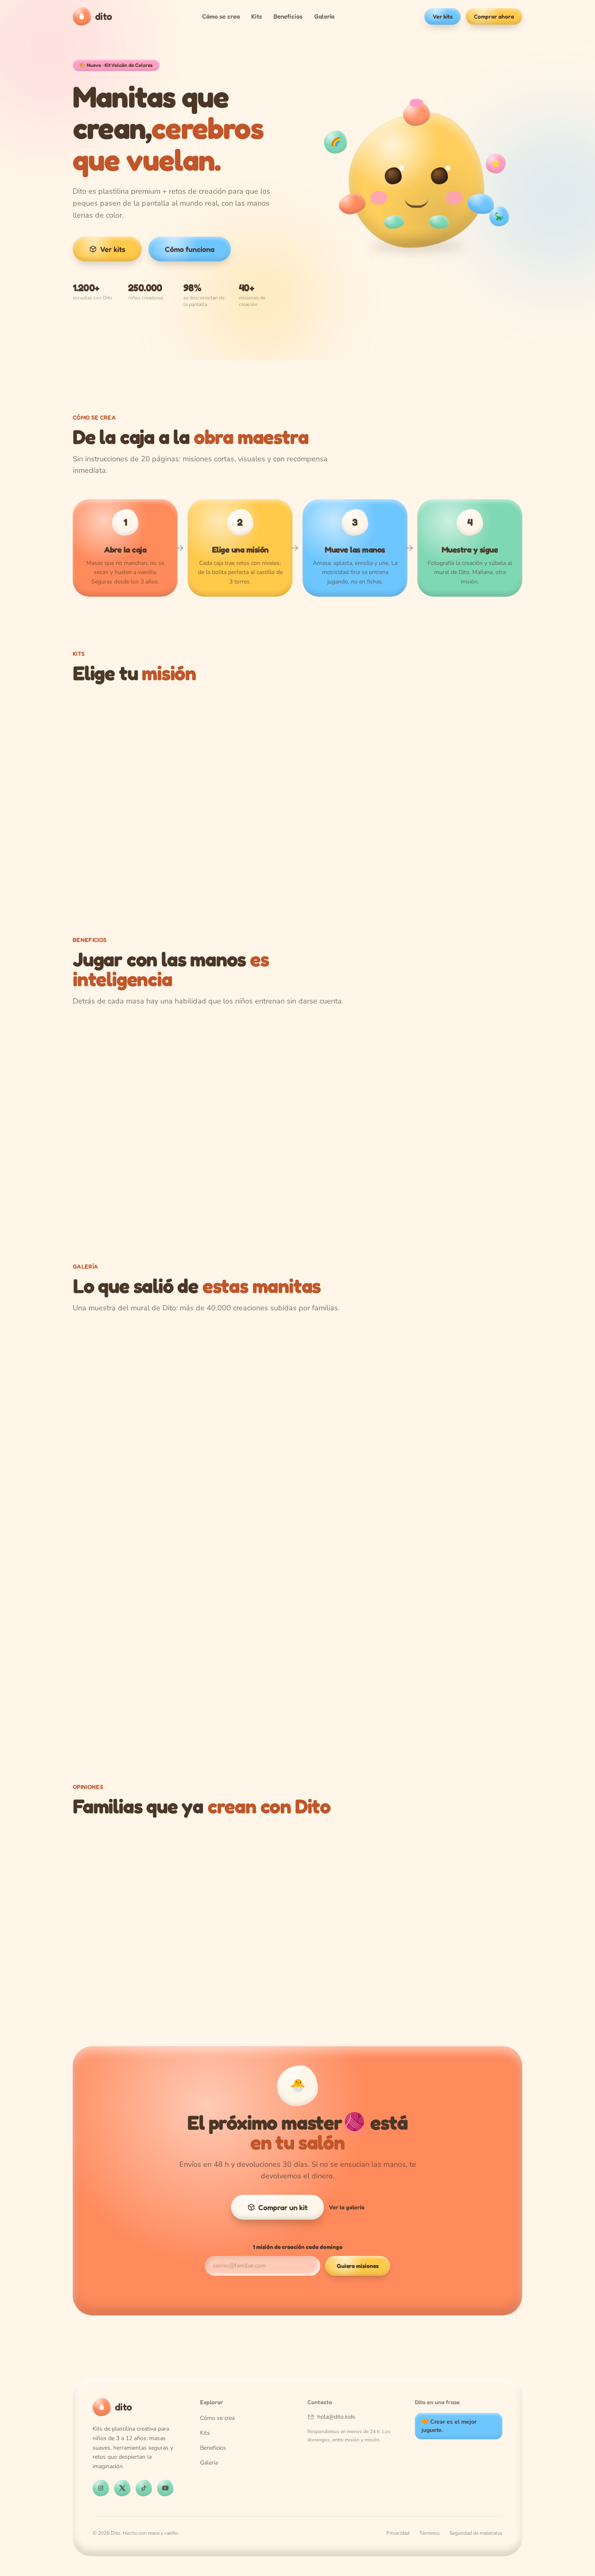 dito
Cómo se crea
Kits
Beneficios
Galería
Ver kits
Comprar ahora
Nuevo · Kit Volcán de Colores
Manitas que
crean,cerebros
que vuelan.
Dito es plastilina premium + retos de creación para que los
peques pasen de la pantalla al mundo real, con las manos
llenas de color.
Ver kits
Cómo funciona
1.200+
escuelas con Dito
250.000
niños creadores
98%
se desconectan de
la pantalla
40+
misiones de
creación
CÓMO SE CREA
De la caja a la obra maestra
Sin instrucciones de 20 páginas: misiones cortas, visuales y con recompensa
inmediata.
1
Abre la caja
Masas que no manchan, no se
secan y huelen a vainilla.
Seguras desde los 3 años.
2
Elige una misión
Cada caja trae retos con niveles:
de la bolita perfecta al castillo de
3 torres.
3
Mueve las manos
Amasa, aplasta, enrolla y une. La
motricidad fina se entrena
jugando, no en fichas.
4
Muestra y sigue
Fotografía la creación y súbela al
mural de Dito. Mañana, otra
misión.
KITS
Elige tu misión
BENEFICIOS
Jugar con las manos es
inteligencia
Detrás de cada masa hay una habilidad que los niños entrenan sin darse cuenta.
GALERÍA
Lo que salió de estas manitas
Una muestra del mural de Dito: más de 40.000 creaciones subidas por familias.
OPINIONES
Familias que ya crean con Dito
El próximo master🧶 está
en tu salón
Envíos en 48 h y devoluciones 30 días. Si no se ensucian las manos, te
devolvemos el dinero.
Comprar un kit
Ver la galería
1 misión de creación cada domingo
correo@familiar.com
Quiero misiones
dito
Kits de plastilina creativa para
niños de 3 a 12 años: masas
suaves, herramientas seguras y
retos que despiertan la
imaginación.
Explorar
Cómo se crea
Kits
Beneficios
Galería
Contacto
hola@dito.kids
Respondemos en menos de 24 h. Los
domingos, entre misión y misión.
Dito en una frase
🧡 Crear es el mejor
juguete.
© 2026 Dito. Hecho con masa y cariño.
Privacidad
Términos
Seguridad de materiales